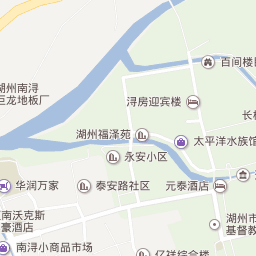 百间楼
湖州南浔
巨龙地板厂
浔房迎宾楼
长
湖州福泽苑
太平洋水族馆
永安小区
华润万家
泰安路社区
元泰酒店
南沃克斯
豪酒店
湖州市
基督教
南浔小商品市场
亿祥综合楼